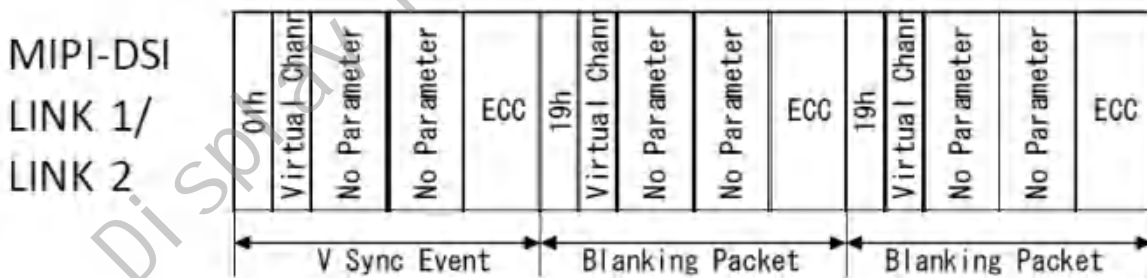 MIPI-DSI
LINK 1/
LINK 2
01h
Virtual Chann
No Parameter
No Parameter
ECC
19h
Virtual Chann
No Parameter
No Parameter
ECC
19h
Virtual Chann
No Parameter
No Parameter
ECC
V Sync Event
Blanking Packet
Blanking Packet
Display